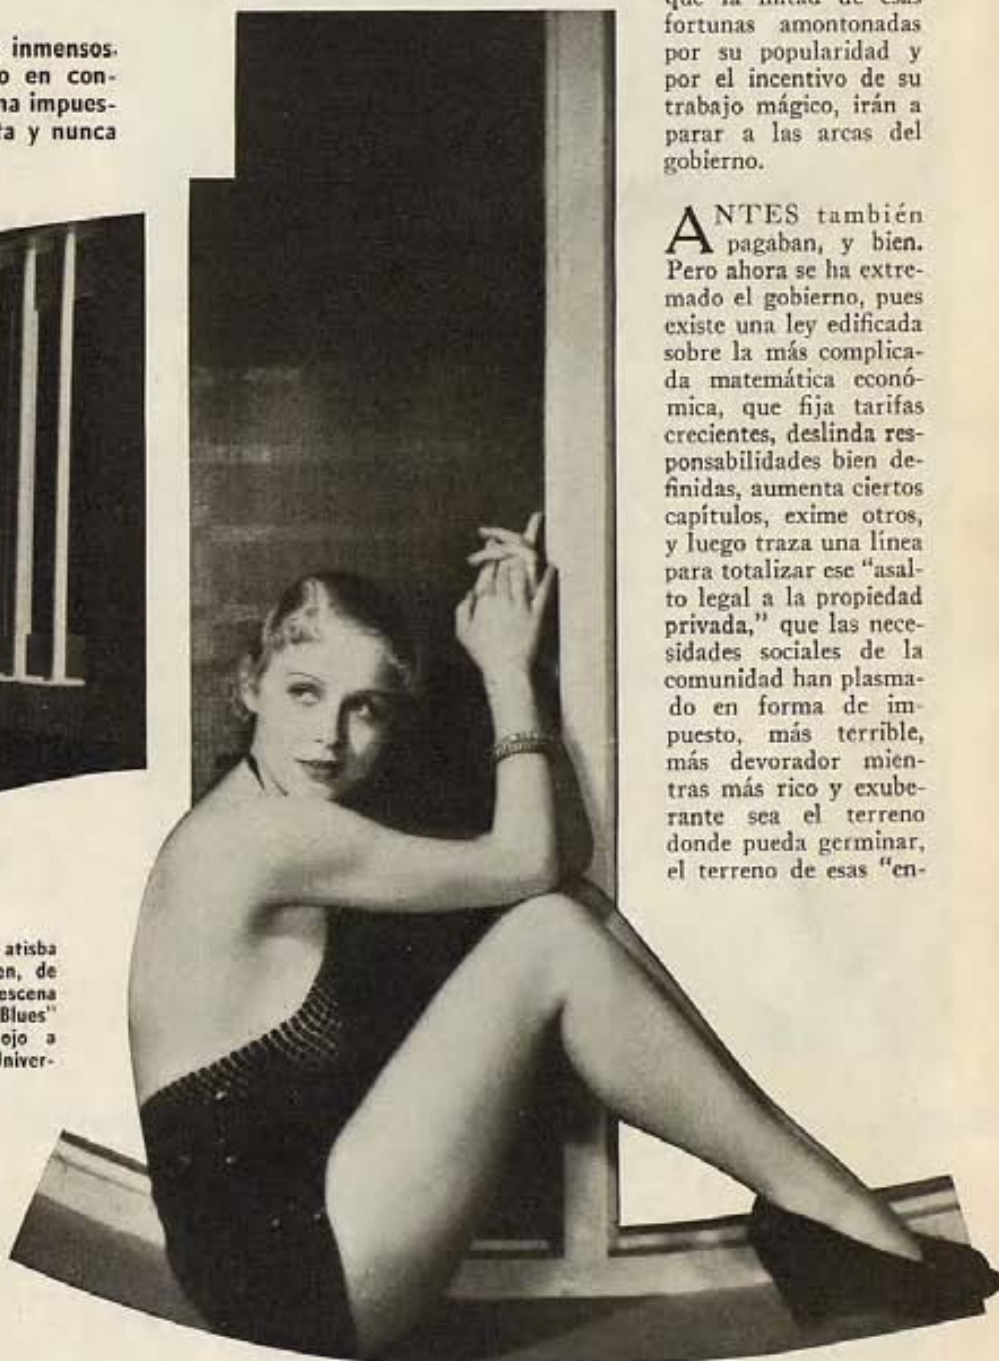 inmensos
o en con-
na impues-
ta y nunca
atisba
en, de
escena
Blues"
ojo a
Univer-
que la mitad de esas
fortunas amontonadas
por su popularidad y
por el incentivo de su
trabajo mágico, irán a
parar a las arcas del
gobierno.
ANTES también
pagaban, y bien.
Pero ahora se ha extre-
mado el gobierno, pues
existe una ley edificada
sobre la más complica-
da matemática econó-
mica, que fija tarifas
crecientes, deslinda res-
ponsabilidades bien de-
finidas, aumenta ciertos
capítulos, exime otros,
y luego traza una línea
para totalizar ese "asal-
to legal a la propiedad
privada," que las nece-
sidades sociales de la
comunidad han plasma-
do en forma de im-
puesto, más terrible,
más devorador mien-
tras más rico y exube-
rante sea el terreno
donde pueda germinar,
el terreno de esas "en-